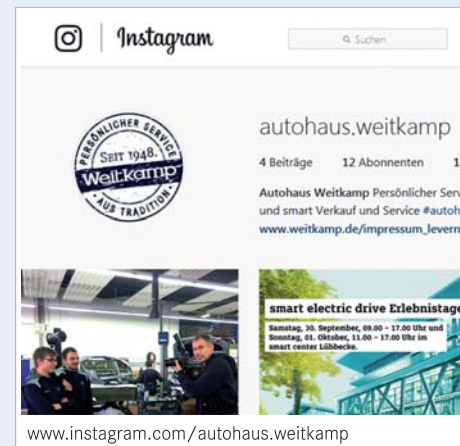 Instagram
Suchen
autohaus.weitkamp
4 Beiträge 12 Abonnenten 1
Autohaus Weitkamp Persönlicher Serv
und smart Verkauf und Service #autoh
www.weitkamp.de/impressum_levern
PERSÖNLICHER SERVICE
SEIT 1948.
Weitkamp
AUS TRADITION
smart electric drive Erlebnistage
Samstag, 30. September, 09.00 – 17.00 Uhr und
Sonntag, 01. Oktober, 11.00 – 17.00 Uhr im
smart center Lübbecke.
www.instagram.com/autohaus.weitkamp